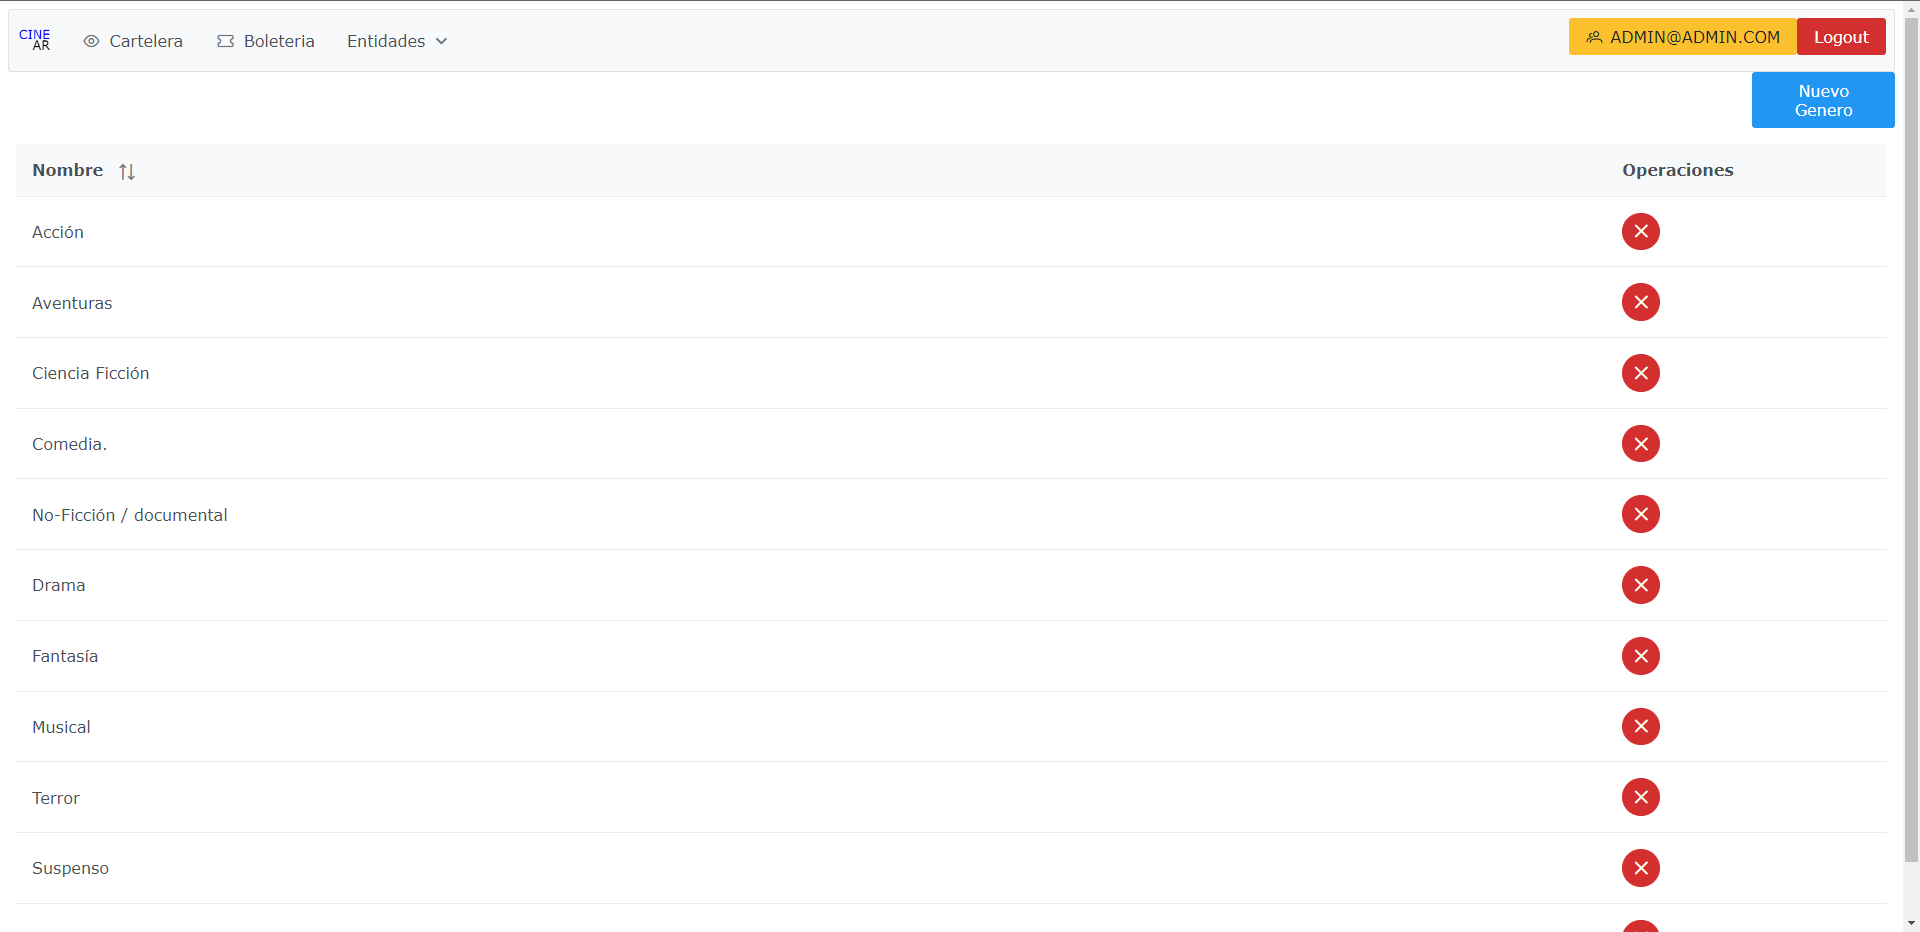 CINE
AR
Cartelera Boleteria Entidades ADMIN@ADMIN.COM Logout
Nuevo
Genero
Nombre Operaciones
Acción
Aventuras
Ciencia Ficción
Comedia.
No-Ficción / documental
Drama
Fantasía
Musical
Terror
Suspenso